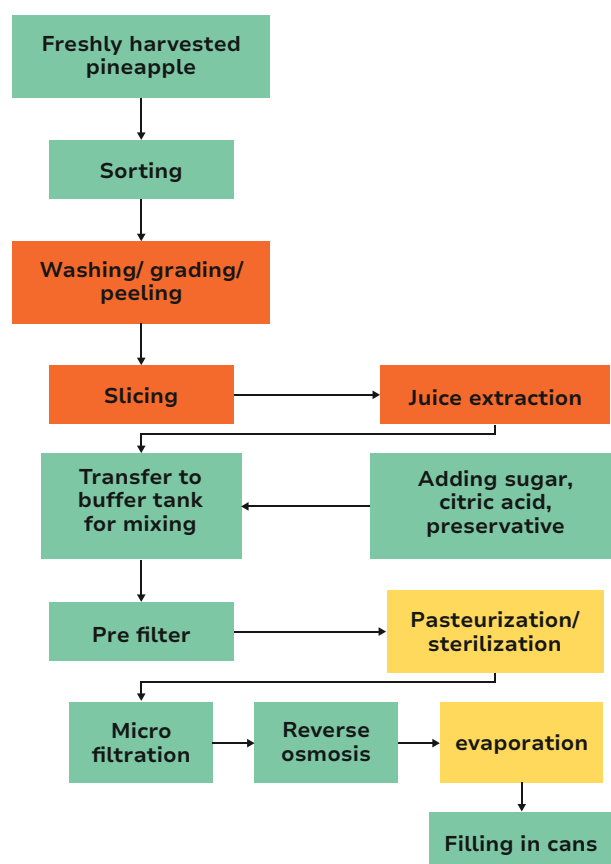 Freshly harvested
pineapple
Sorting
Washing/ grading/
peeling
Slicing
Juice extraction
Transfer to
buffer tank
for mixing
Adding sugar,
citric acid,
preservative
Pre filter
Pasteurization/
sterilization
Micro
filtration
Reverse
osmosis
evaporation
Filling in cans